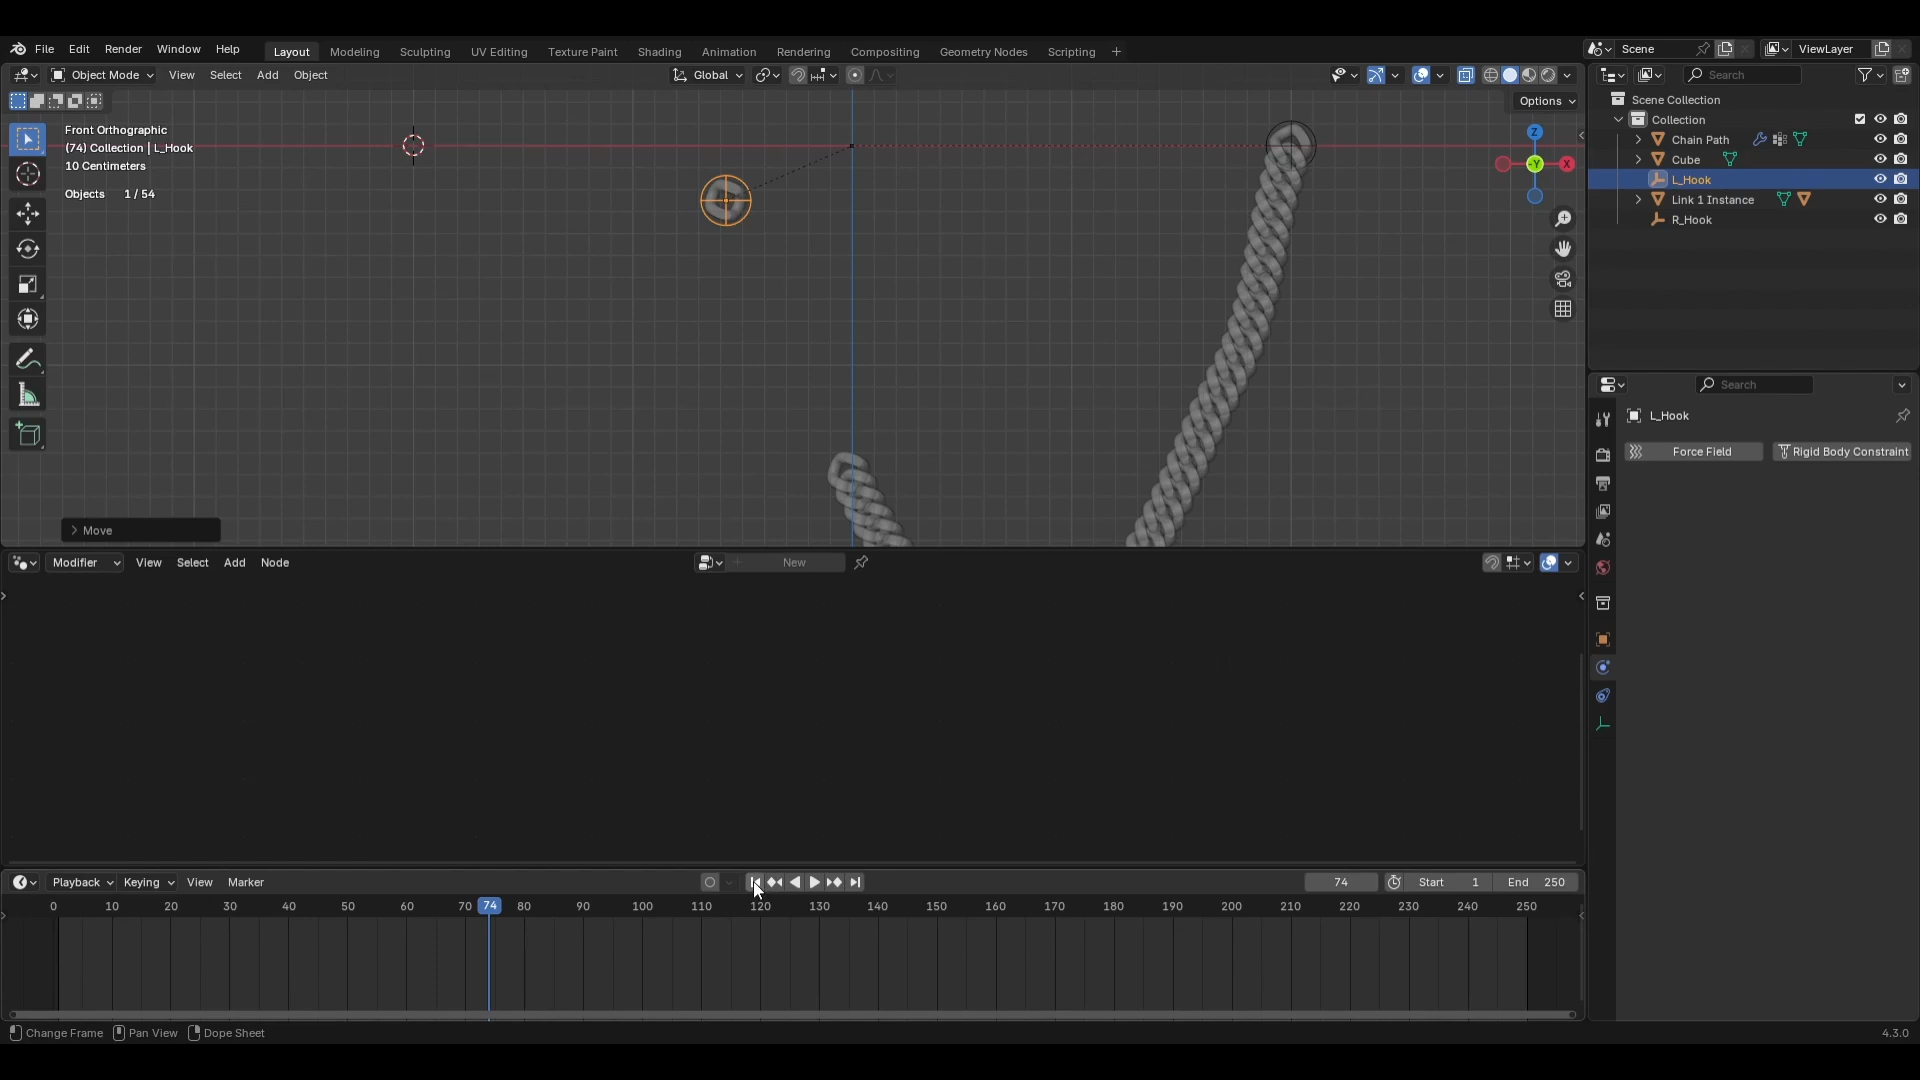 File Edit Render Window Help
Layout Modeling Sculpting UV Editing Texture Paint Shading Animation Rendering Compositing Geometry Nodes Scripting +
Scene
ViewLayer
Object Mode View Select Add Object
Global
Search
Options
Front Orthographic
(74) Collection | L_Hook
10 Centimeters
Objects 1 / 54
Z
-Y
X
Scene Collection
Collection
Chain Path
Cube
L_Hook
Link 1 Instance
R_Hook
Search
L_Hook
Force Field
Rigid Body Constraint
Move
Modifier View Select Add Node
New
Playback Keying View Marker
74
Start 1
End 250
0 10 20 30 40 50 60 70 74 80 90 100 110 120 130 140 150 160 170 180 190 200 210 220 230 240 250
Change Frame Pan View Dope Sheet
4.3.0